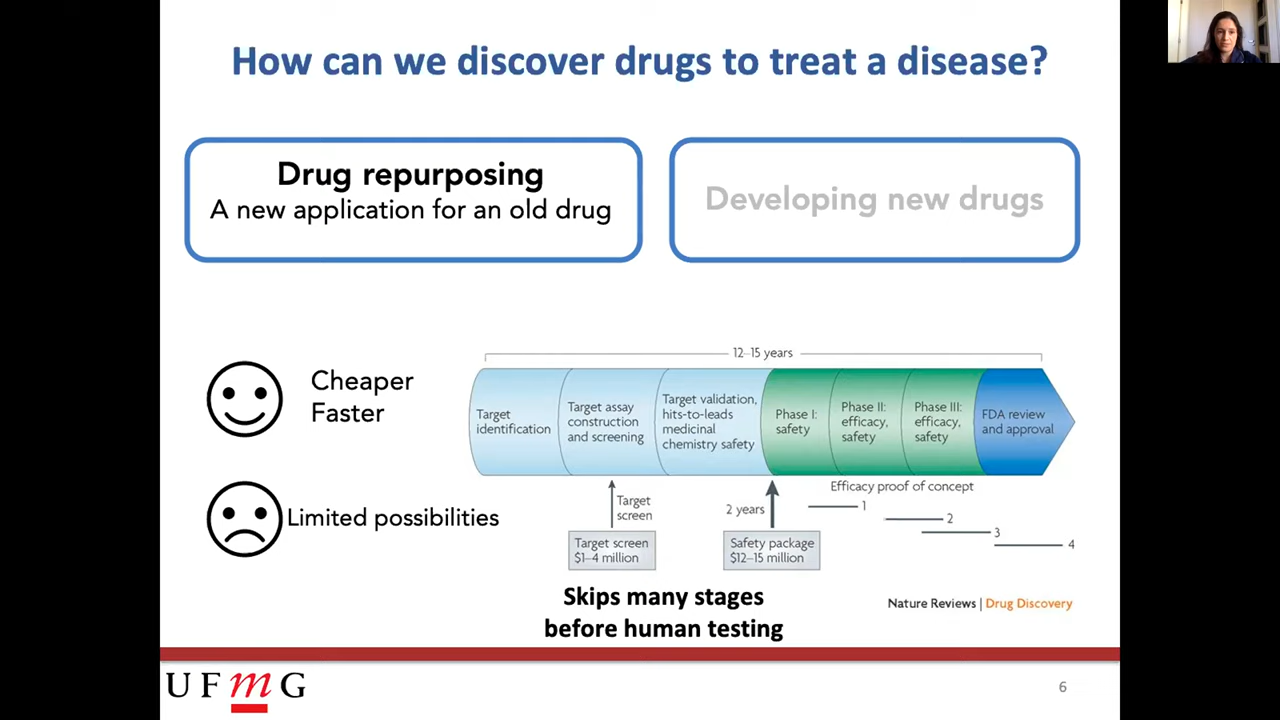 How can we discover drugs to treat a disease?
Drug repurposing
A new application for an old drug
Developing new drugs
Cheaper
Faster
Limited possibilities
12–15 years
Target
identification
Target assay
construction
and screening
Target validation,
hits-to-leads
medicinal
chemistry safety
Phase I:
safety
Phase II:
efficacy,
safety
Phase III:
efficacy,
safety
FDA review
and approval
Target
screen
Target screen
$1–4 million
2 years
Safety package
$12–15 million
Efficacy proof of concept
1
2
3
4
Skips many stages
before human testing
Nature Reviews | Drug Discovery
UFmG
6